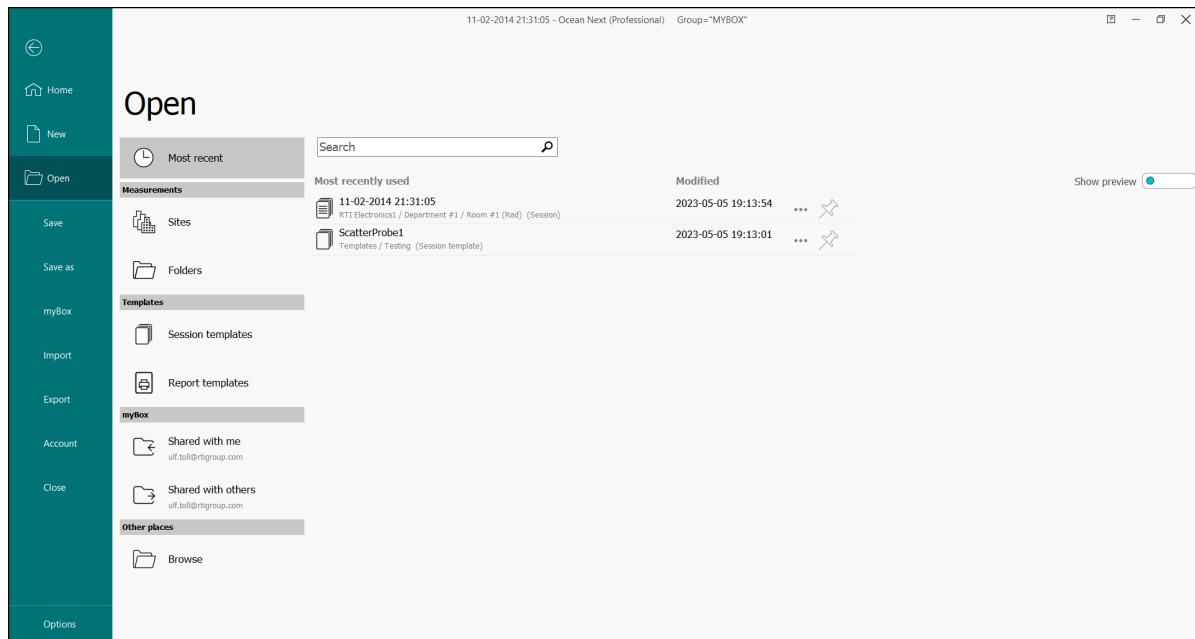 11-02-2014 21:31:05 - Ocean Next (Professional) Group="MYBOX"
Home
New
Open
Save
Save as
myBox
Import
Export
Account
Close
Options
Open
Most recent
Measurements
Sites
Folders
Templates
Session templates
Report templates
myBox
Shared with me
ulf.toll@rtigroup.com
Shared with others
ulf.toll@rtigroup.com
Other places
Browse
Search
Most recently used Modified
Show preview
11-02-2014 21:31:05 2023-05-05 19:13:54
RTI Electronics1 / Department #1 / Room #1 (Rad) (Session)
ScatterProbe1 2023-05-05 19:13:01
Templates / Testing (Session template)